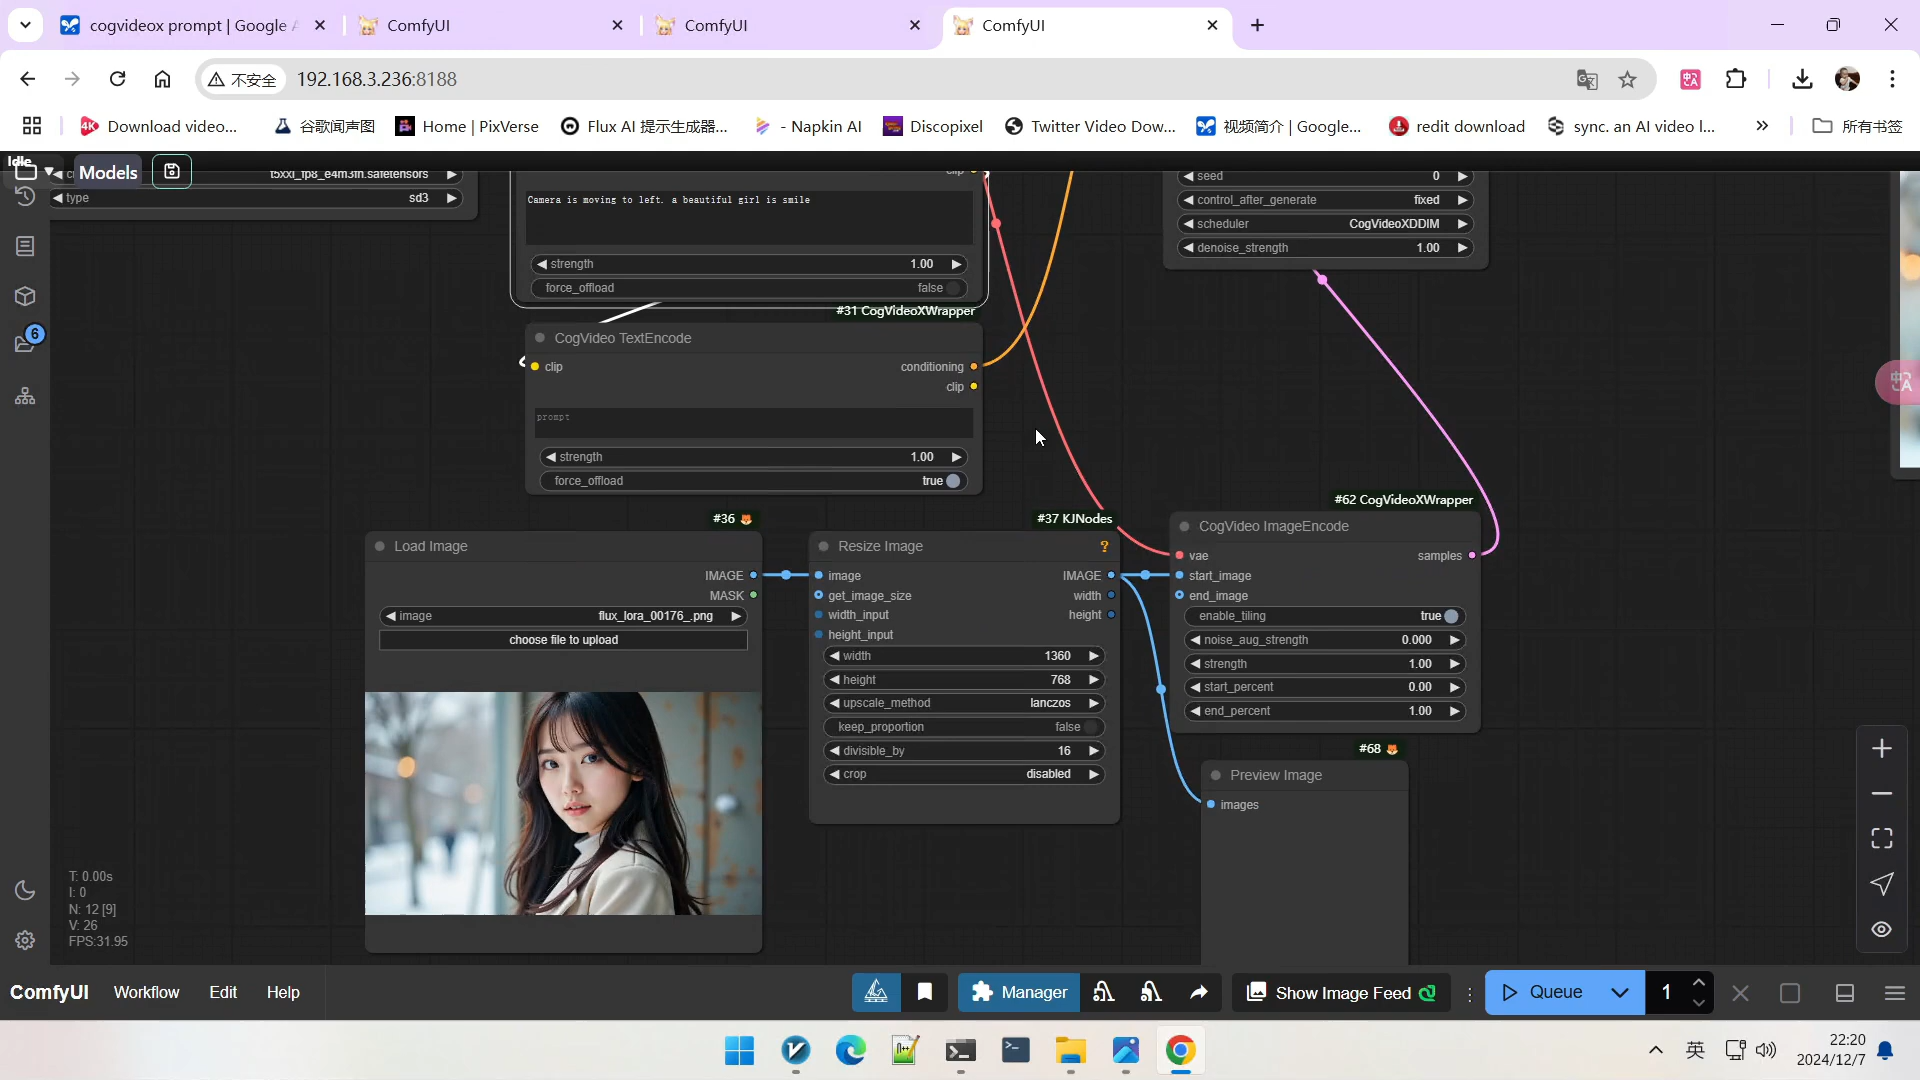 cogvideox prompt | Google
ComfyUI
ComfyUI
ComfyUI
不安全
192.168.3.236:8188
Download video...
谷歌闻声图
Home | PixVerse
Flux AI 提示生成器...
- Napkin AI
Discopixel
Twitter Video Dow...
视频简介 | Google...
redit download
sync. an AI video l...
所有书签
Idle
Models
t5xxl_fp8_e4m3fn.safetensors
type
sd3
Camera is moving to left. a beautiful girl is smile
strength
1.00
force_offload
false
seed
0
control_after_generate
fixed
scheduler
CogVideoXDDIM
denoise_strength
1.00
#31 CogVideoXWrapper
CogVideo TextEncode
clip
conditioning
clip
prompt
strength
1.00
force_offload
true
6
#36
Load Image
IMAGE
MASK
image
flux_lora_00176_.png
choose file to upload
#37 KJNodes
Resize Image
?
image
IMAGE
get_image_size
width
width_input
height
height_input
width
1360
height
768
upscale_method
lanczos
keep_proportion
false
divisible_by
16
crop
disabled
#62 CogVideoXWrapper
CogVideo ImageEncode
vae
samples
start_image
end_image
enable_tiling
true
noise_aug_strength
0.000
strength
1.00
start_percent
0.00
end_percent
1.00
#68
Preview Image
images
T: 0.00s
I: 0
N: 12 [9]
V: 26
FPS:31.95
ComfyUI
Workflow
Edit
Help
Manager
Show Image Feed
Queue
1
英
22:20
2024/12/7